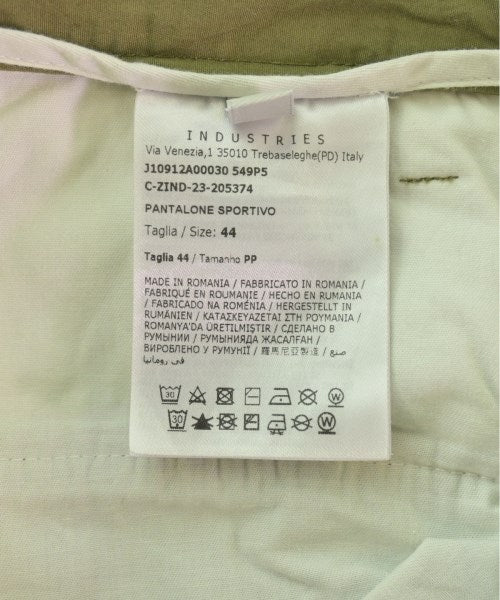 INDUSTRIES
Via Venezia,1 35010 Trebaseleghe(PD) Italy
J10912A00030 549P5
C-ZIND-23-205374
PANTALONE SPORTIVO
Taglia / Size: 44
Taglia 44 / Tamanho PP
MADE IN ROMANIA / FABBRICATO IN ROMANIA /
FABRIQUÉ EN ROUMANIE / HECHO EN RUMANIA
/ FABRICADO NA ROMÉNIA / HERGESTELLT IN
RUMÄNIEN / ΚΑΤΑΣΚΕΥΑΖΕΤΑΙ ΣΤΗ ΡΟΥΜΑΝΙΑ /
ROMANYA'DA ÜRETILMIŞTIR / СДЕЛАНО В
РУМЫНИИ / РУМЫНИЯДА ЖАСАЛҒАН /
ВИРОБЛЕНО У РУМУНІЇ / 羅馬尼亞製造 / صنع
في رومانيا
30 W
30 W